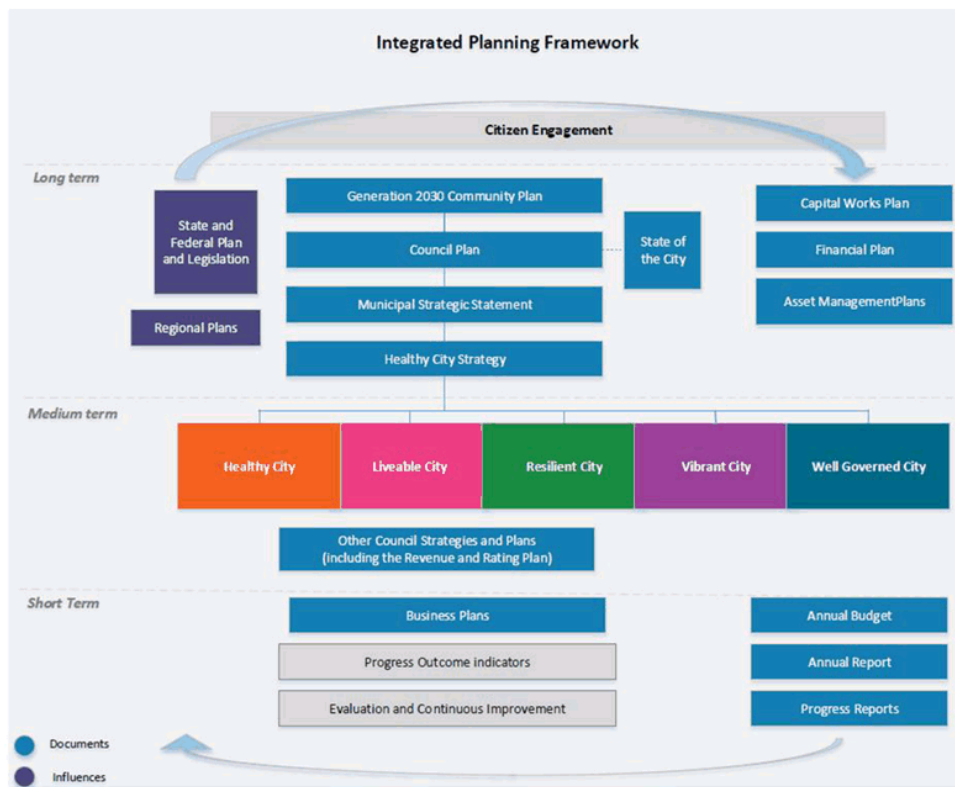 Integrated Planning Framework
Citizen Engagement
Long term
State and
Federal Plan
and Legislation
Regional Plans
Generation 2030 Community Plan
Council Plan
Municipal Strategic Statement
Healthy City Strategy
State of
the City
Capital Works Plan
Financial Plan
Asset ManagementPlans
Medium term
Healthy City
Liveable City
Resilient City
Vibrant City
Well Governed City
Other Council Strategies and Plans
(including the Revenue and Rating Plan)
Short Term
Business Plans
Progress Outcome indicators
Evaluation and Continuous Improvement
Annual Budget
Annual Report
Progress Reports
Documents
Influences